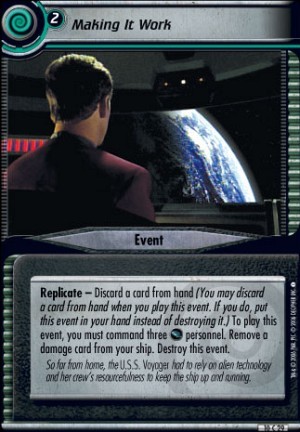 2
Making It Work
Event
Replicate – Discard a card from hand (You may discard
a card from hand when you play this event. If you do, put
this event in your hand instead of destroying it.) To play this
event, you must command three personnel. Remove a
damage card from your ship. Destroy this event.
So far from home, the U.S.S. Voyager had to rely on alien technology
and her crew's resourcefulness to keep the ship up and running.